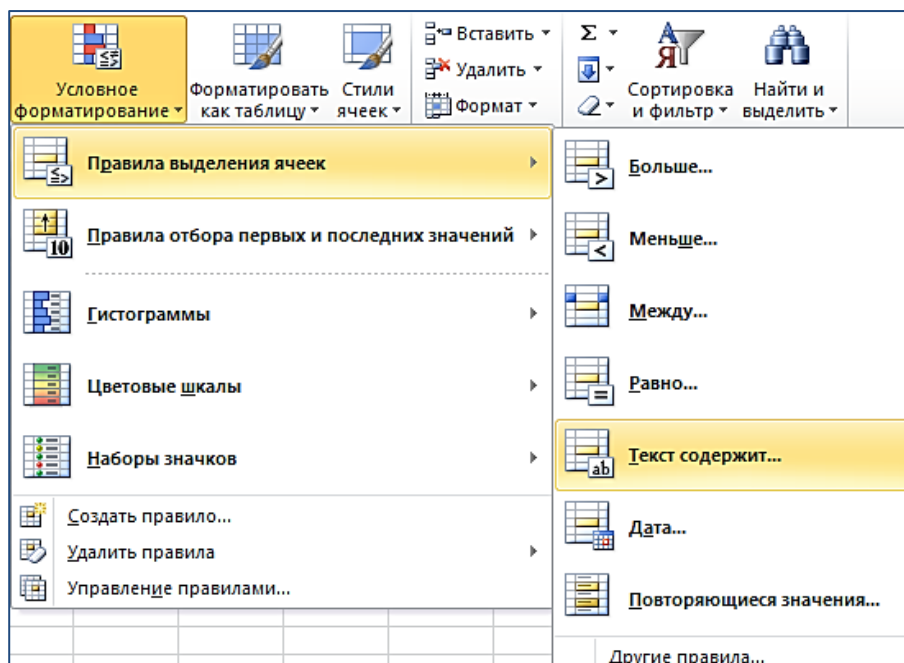 Условное
форматирование
Форматировать
как таблицу
Стили
ячеек
Вставить
Удалить
Формат
Σ
Сортировка
и фильтр
Найти и
выделить
Правила выделения ячеек
Правила отбора первых и последних значений
Гистограммы
Цветовые шкалы
Наборы значков
Создать правило...
Удалить правила
Управление правилами...
Больше...
Меньше...
Между...
Равно...
Текст содержит...
Дата...
Повторяющиеся значения...
Другие правила...